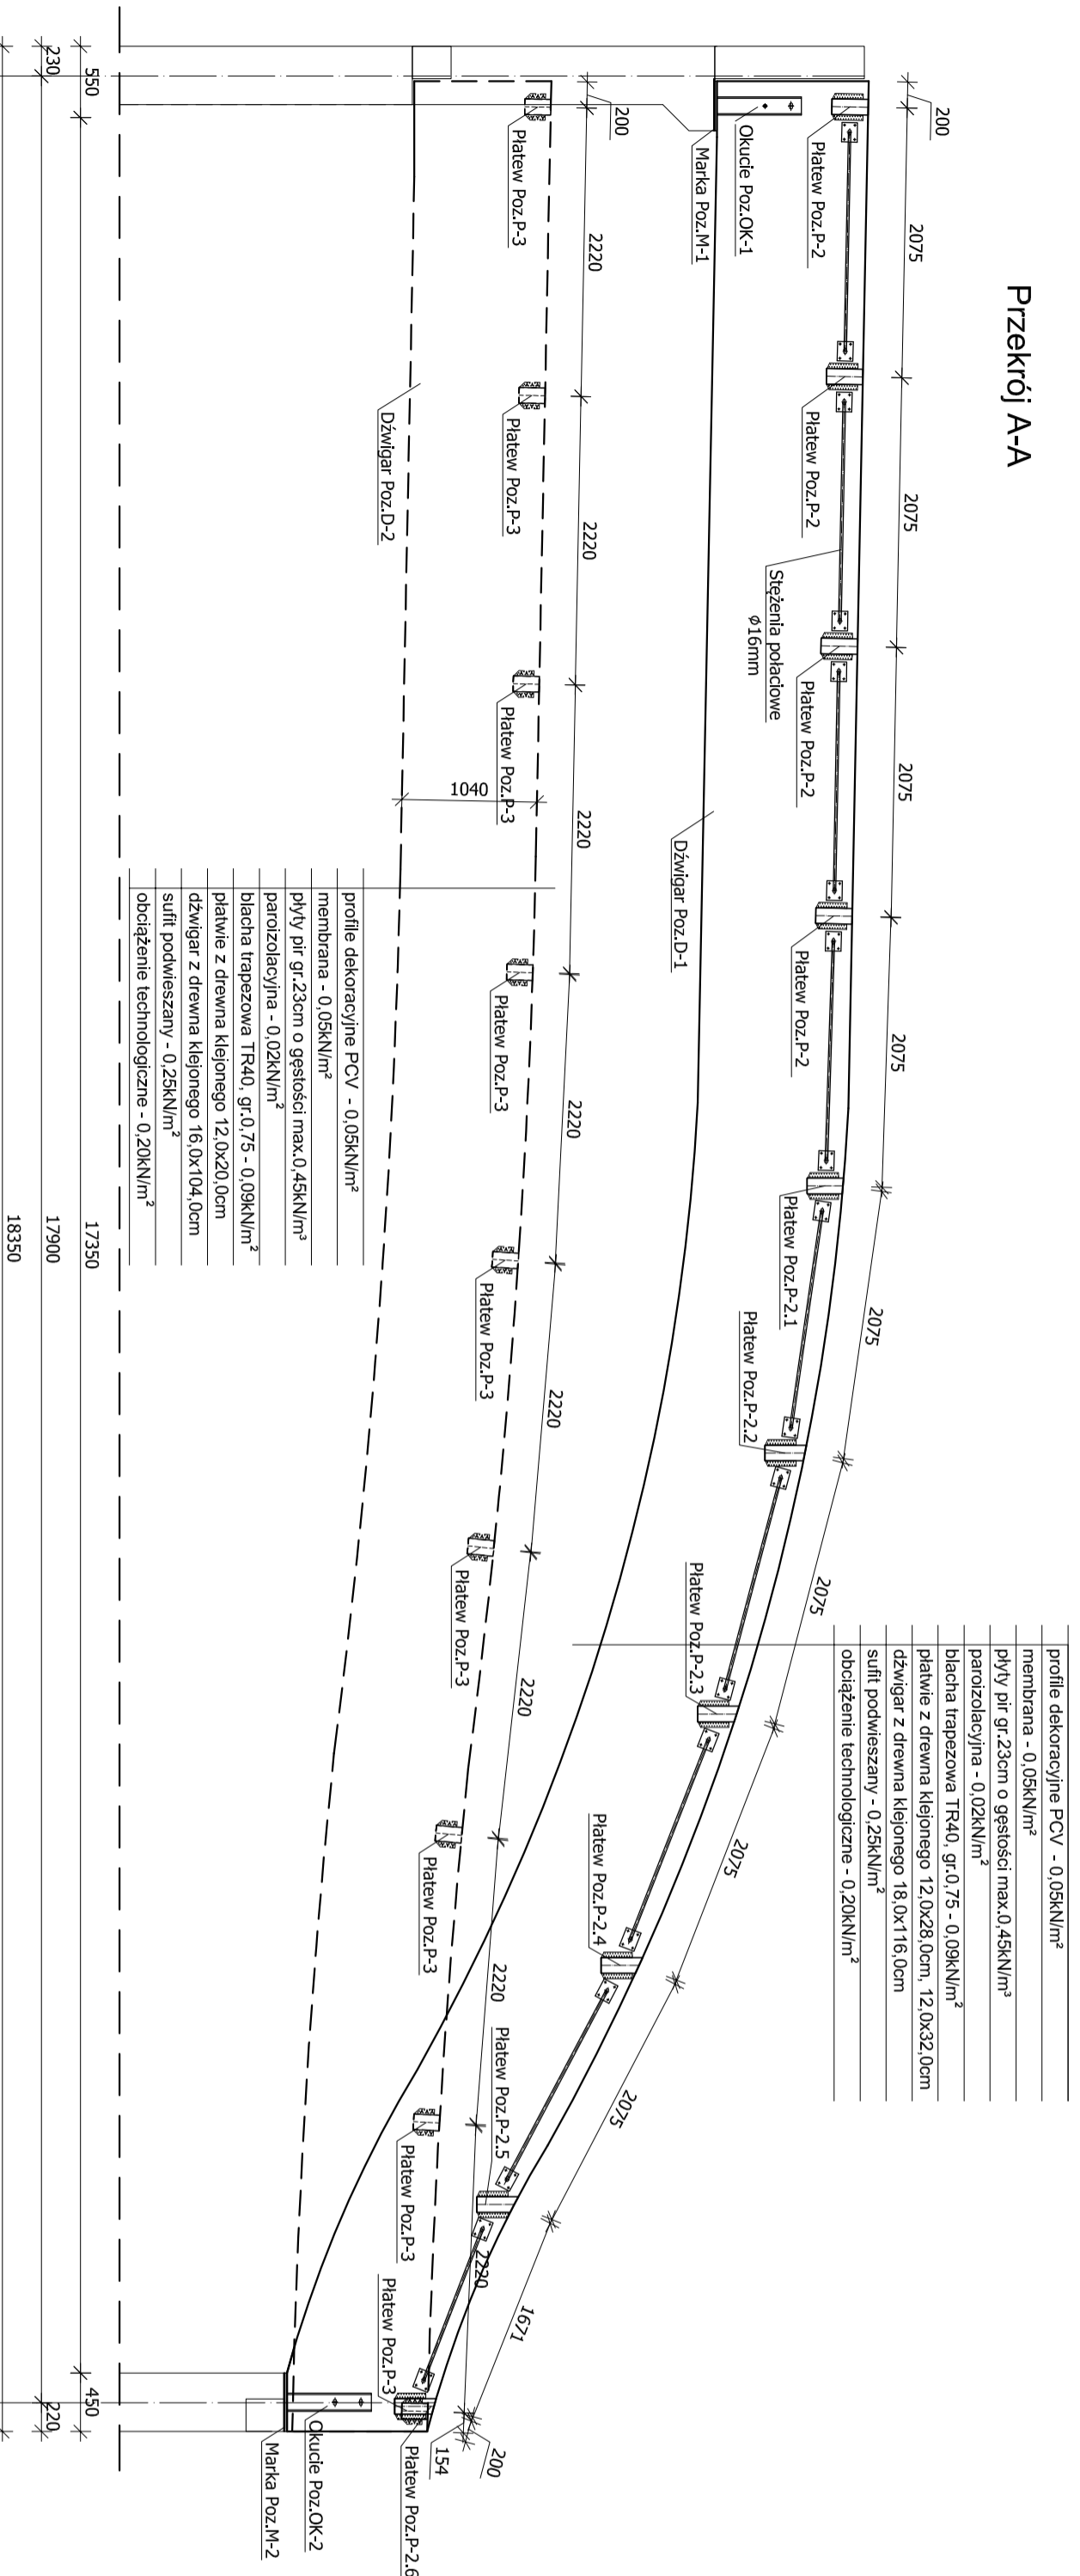 Przekrój A-A
profile dekoracyjne PCV - 0,05kN/m²
membrana - 0,05kN/m²
płyty pir gr.23cm o gęstości max.0,45kN/m³
paroizolacyjna - 0,02kN/m²
blacha trapezowa TR40, gr.0,75 - 0,09kN/m²
płatwie z drewna klejonego 12,0x28,0cm, 12,0x32,0cm
dźwigar z drewna klejonego 18,0x116,0cm
sufit podwieszany - 0,25kN/m²
obciążenie technologiczne - 0,20kN/m²
200
2075
2075
2075
2075
2075
2075
2075
2075
1671
200
154
Płatew Poz.P-2
Płatew Poz.P-2
Płatew Poz.P-2
Płatew Poz.P-2
Płatew Poz.P-2.1
Płatew Poz.P-2.2
Płatew Poz.P-2.3
Płatew Poz.P-2.4
Płatew Poz.P-2.5
Płatew Poz.P-2.6
Stężenia połaciowe
ϕ16mm
Okucie Poz.OK-1
Marka Poz.M-1
Dźwigar Poz.D-1
200
2220
2220
2220
2220
2220
2220
2220
2220
Płatew Poz.P-3
Płatew Poz.P-3
Płatew Poz.P-3
Płatew Poz.P-3
Płatew Poz.P-3
Płatew Poz.P-3
Płatew Poz.P-3
Płatew Poz.P-3
Płatew Poz.P-3
1040
Dźwigar Poz.D-2
Okucie Poz.OK-2
Marka Poz.M-2
profile dekoracyjne PCV - 0,05kN/m²
membrana - 0,05kN/m²
płyty pir gr.23cm o gęstości max.0,45kN/m³
paroizolacyjna - 0,02kN/m²
blacha trapezowa TR40, gr.0,75 - 0,09kN/m²
płatwie z drewna klejonego 12,0x20,0cm
dźwigar z drewna klejonego 16,0x104,0cm
sufit podwieszany - 0,25kN/m²
obciążenie technologiczne - 0,20kN/m²
550
17350
450
230
17900
220
18350